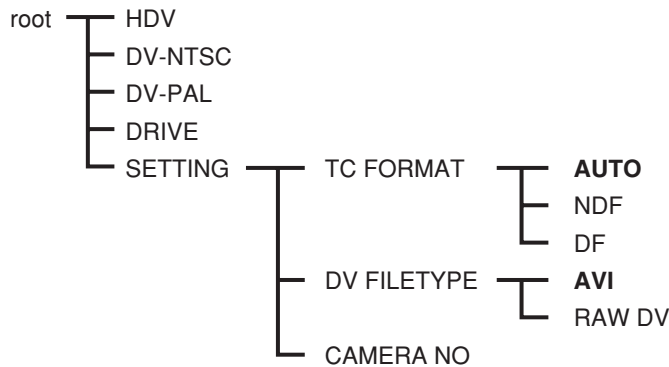 root HDV
DV-NTSC
DV-PAL
DRIVE
SETTING TC FORMAT AUTO
NDF
DF
DV FILETYPE AVI
RAW DV
CAMERA NO